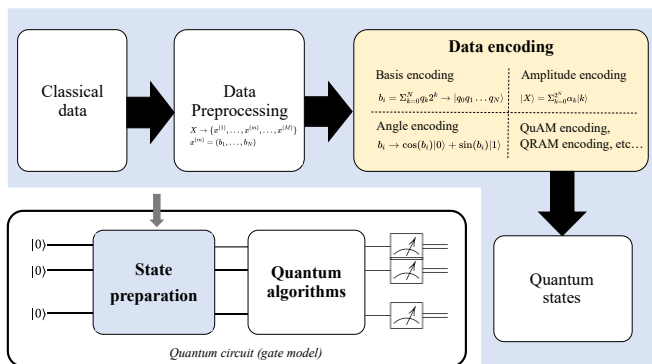 Classical
data
Data
Preprocessing
X → {x^(1), . . . , x^(m), . . . , x^(M)}
x^(m) = (b_1, . . . , b_N)
Data encoding
Basis encoding
b_i = Σ_{k=0}^{N} q_k 2^k → |q_0 q_1 . . . q_N⟩
Amplitude encoding
|X⟩ = Σ_{k=0}^{2^N} α_k|k⟩
Angle encoding
b_i → cos(b_i)|0⟩ + sin(b_i)|1⟩
QuAM encoding,
QRAM encoding, etc…
Quantum
states
|0⟩
|0⟩
|0⟩
State
preparation
Quantum
algorithms
Quantum circuit (gate model)